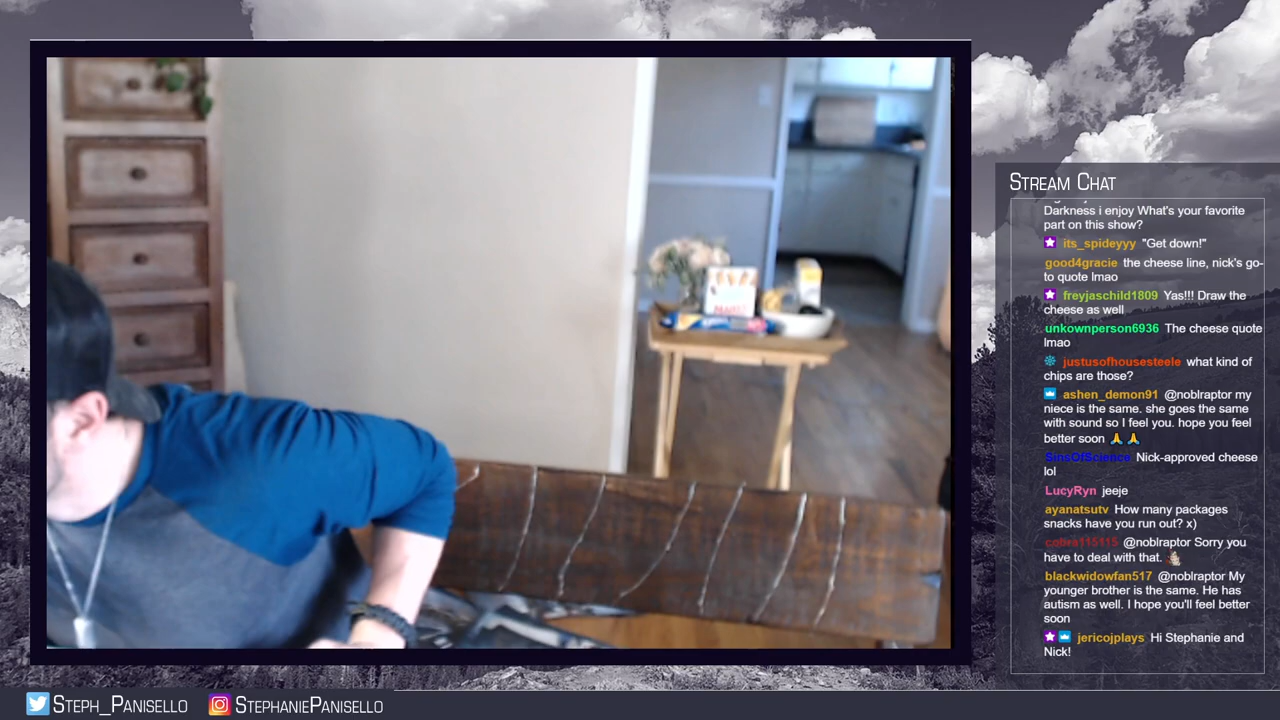 STREAM CHAT
Darkness i enjoy What's your favorite
part on this show?
its_spideyyy "Get down!"
good4gracie the cheese line, nick's go-
to quote lmao
freyjaschild1809 Yas!!! Draw the
cheese as well
unkownperson6936 The cheese quote
lmao
justusofhousesteele what kind of
chips are those?
ashen_demon91 @noblraptor my
niece is the same. she goes the same
with sound so I feel you. hope you feel
better soon 🙏 🙏
SinsOfScience Nick-approved cheese
lol
LucyRyn jeeje
ayanatsutv How many packages
snacks have you run out? x)
cobra115115 @noblraptor Sorry you
have to deal with that.
blackwidowfan517 @noblraptor My
younger brother is the same. He has
autism as well. I hope you'll feel better
soon
jericojplays Hi Stephanie and
Nick!
STEPH_PANISELLO
STEPHANIEPANISELLO